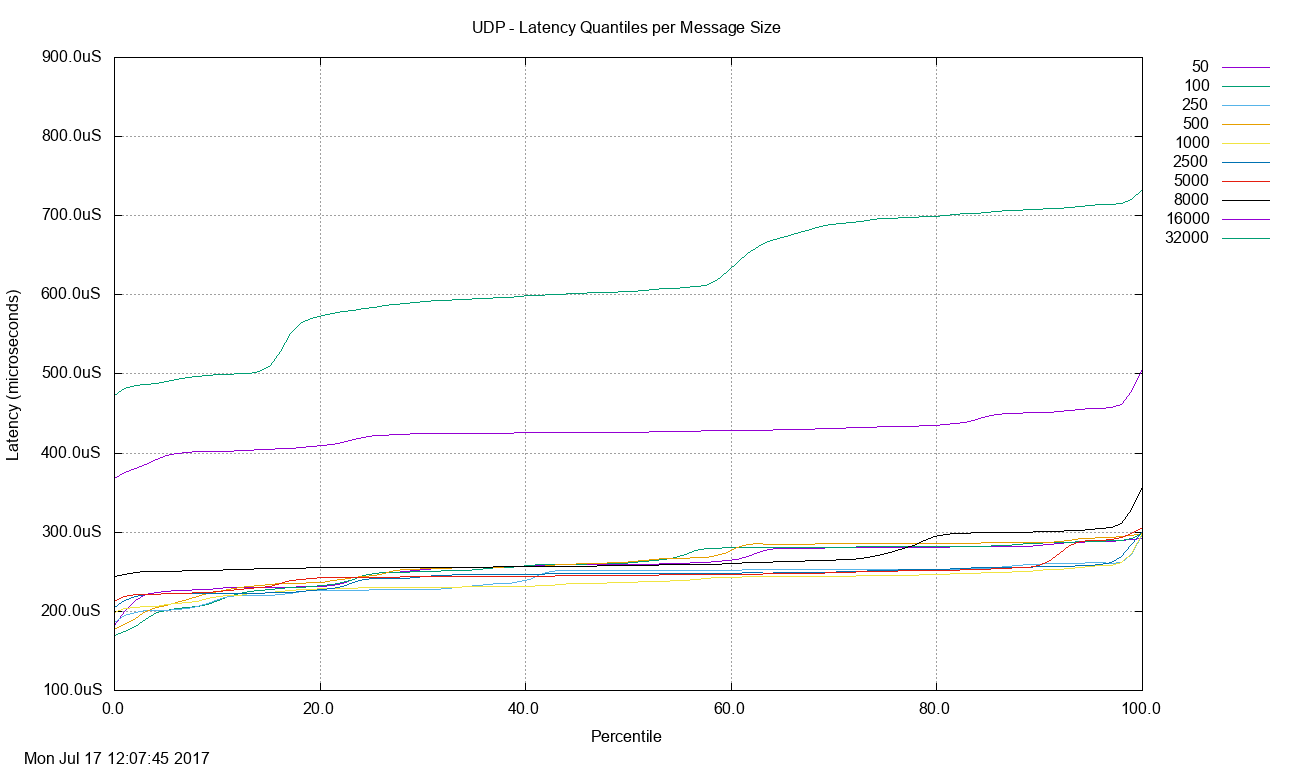 UDP - Latency Quantiles per Message Size
900.0uS
800.0uS
700.0uS
600.0uS
500.0uS
400.0uS
300.0uS
200.0uS
100.0uS
Latency (microseconds)
0.0 20.0 40.0 60.0 80.0 100.0
Percentile
50
100
250
500
1000
2500
5000
8000
16000
32000
Mon Jul 17 12:07:45 2017